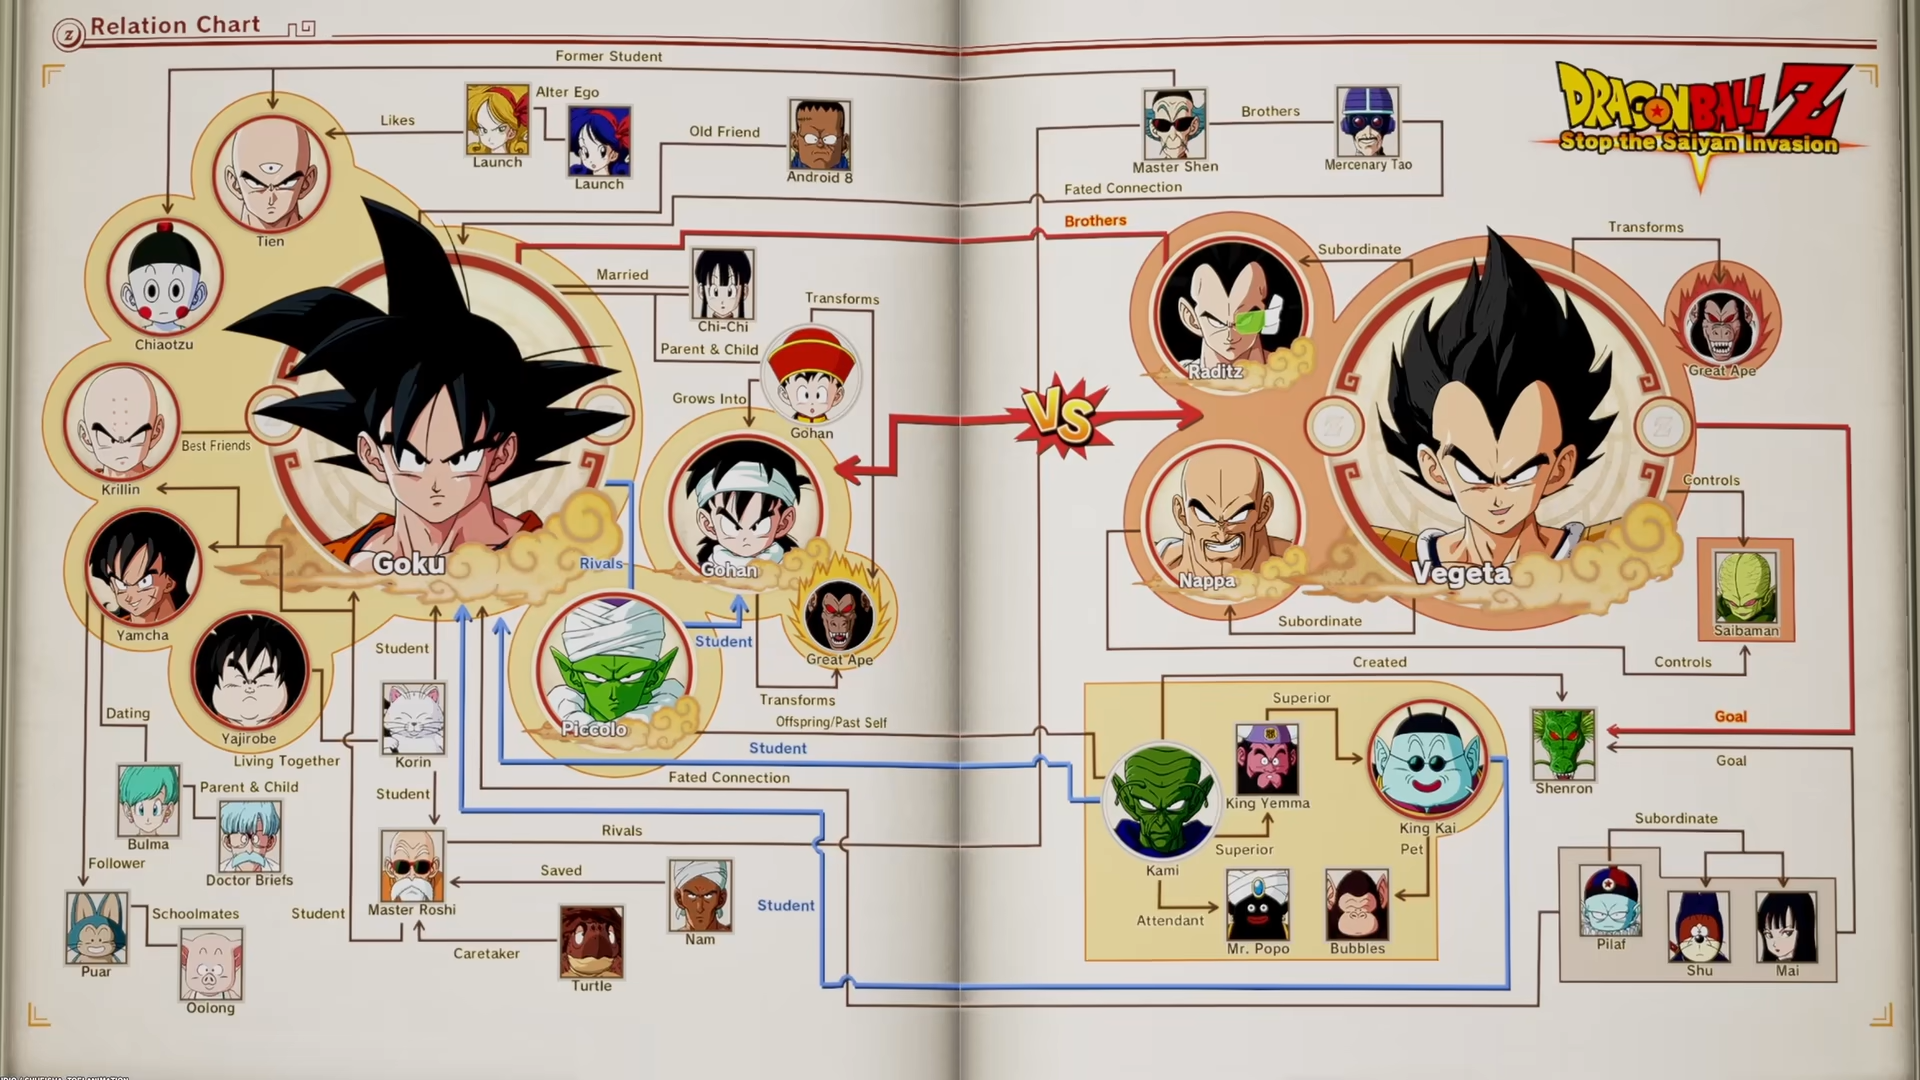 Relation Chart
DRAGON BALL Z
Stop the Saiyan Invasion
Former Student
Likes
Launch
Alter Ego
Launch
Old Friend
Android 8
Master Shen
Brothers
Mercenary Tao
Fated Connection
Brothers
Tien
Chiaotzu
Krillin
Best Friends
Yamcha
Yajirobe
Goku
Married
Chi-Chi
Parent & Child
Transforms
Gohan
Grows Into
Gohan
Great Ape
Rivals
Piccolo
Student
Transforms
Offspring/Past Self
VS
Raditz
Subordinate
Transforms
Great Ape
Nappa
Vegeta
Subordinate
Controls
Saibaman
Controls
Created
Goal
Goal
Shenron
Student
Korin
Living Together
Student
Master Roshi
Student
Dating
Bulma
Parent & Child
Doctor Briefs
Follower
Puar
Schoolmates
Oolong
Student
Fated Connection
Rivals
Saved
Nam
Caretaker
Turtle
Student
Kami
Superior
King Yemma
Superior
King Kai
Pet
Bubbles
Attendant
Mr. Popo
Subordinate
Pilaf
Shu
Mai